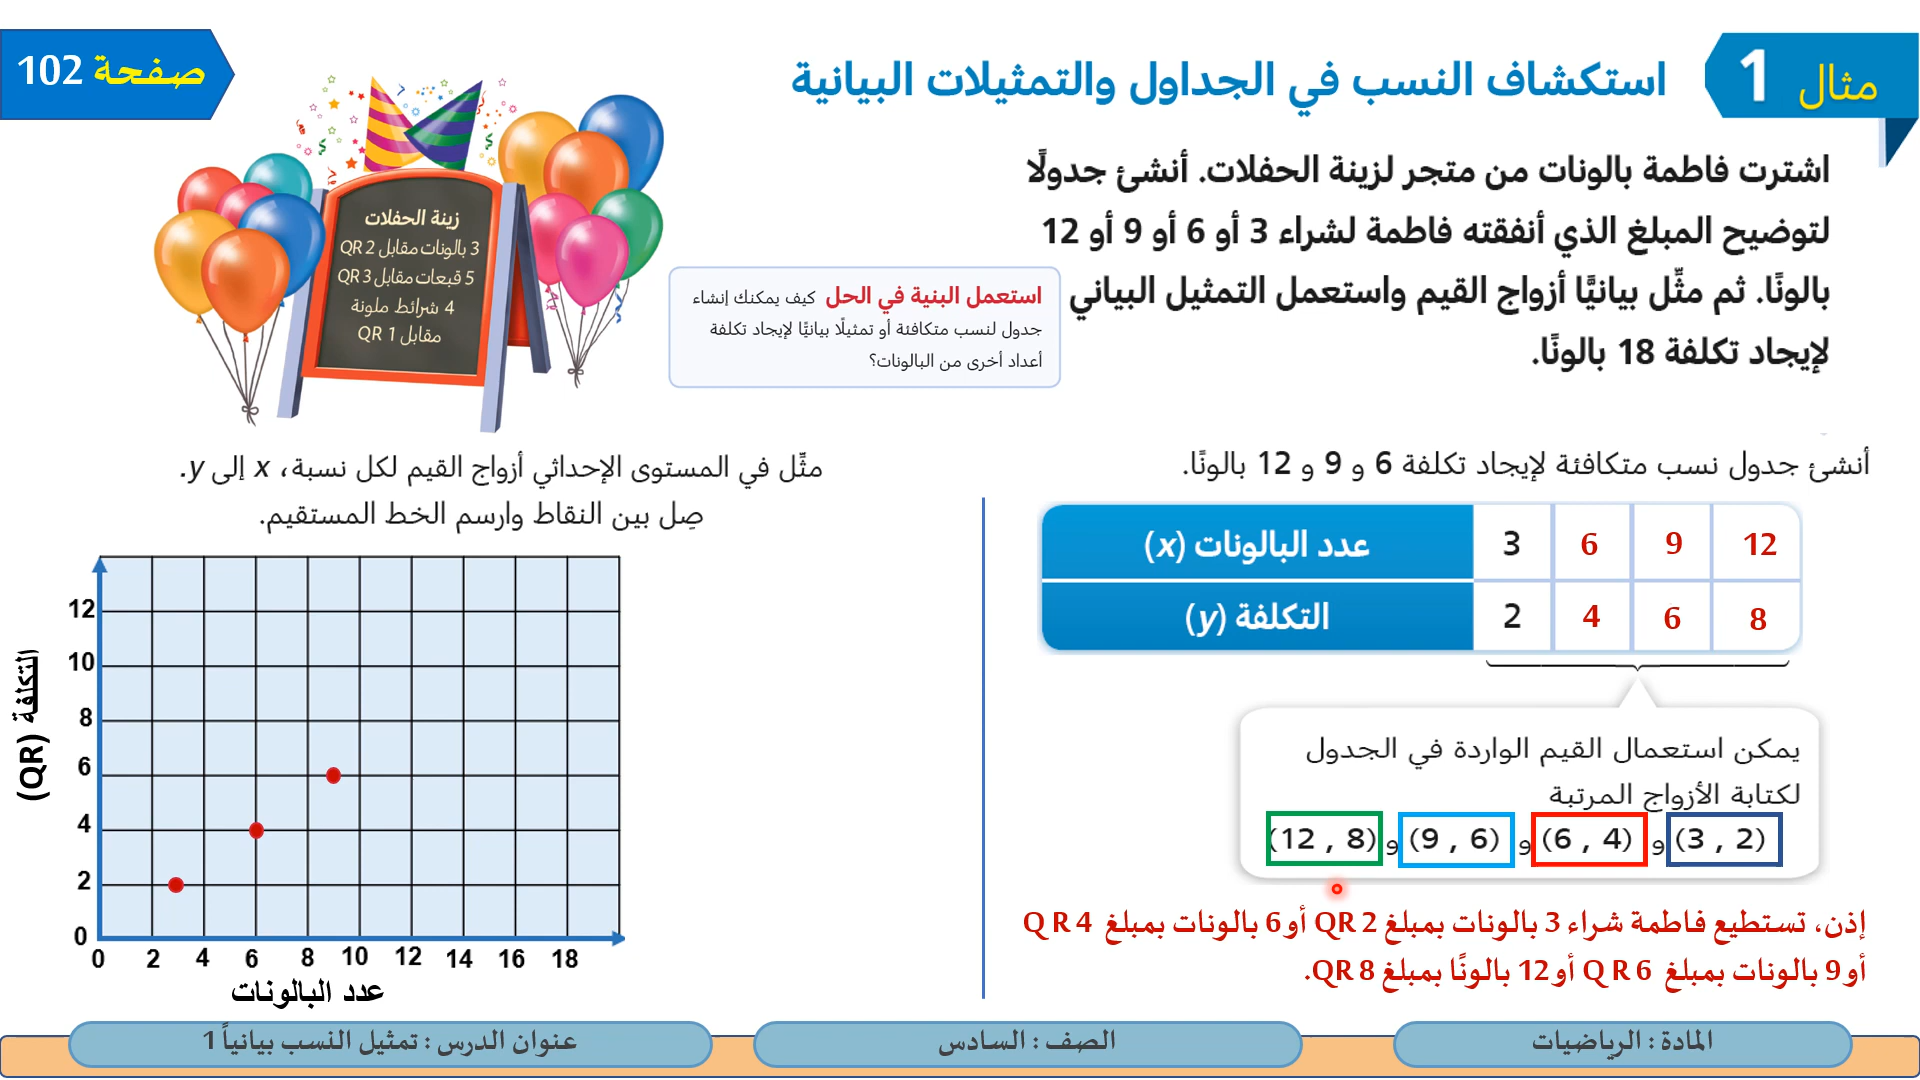 مثال 1
استكشاف النسب في الجداول والتمثيلات البيانية
صفحة 102
اشترت فاطمة بالونات من متجر لزينة الحفلات. أنشئ جدولًا
لتوضيح المبلغ الذي أنفقته فاطمة لشراء 3 أو 6 أو 9 أو 12
بالونًا. ثم مثِّل بيانيًّا أزواج القيم واستعمل التمثيل البياني
لإيجاد تكلفة 18 بالونًا.
استعمل البنية في الحل كيف يمكنك إنشاء
جدول لنسب متكافئة أو تمثيلًا بيانيًّا لإيجاد تكلفة
أعداد أخرى من البالونات؟
زينة الحفلات
3 بالونات مقابل QR 2
5 قبعات مقابل QR 3
4 شرائط ملونة
مقابل QR 1
أنشئ جدول نسب متكافئة لإيجاد تكلفة 6 و 9 و 12 بالونًا.
عدد البالونات (x) 3 6 9 12
التكلفة (y) 2 4 6 8
يمكن استعمال القيم الواردة في الجدول
لكتابة الأزواج المرتبة
(3 , 2) و (6 , 4) و (9 , 6) و (12 , 8)
إذن، تستطيع فاطمة شراء 3 بالونات بمبلغ QR 2 أو 6 بالونات بمبلغ Q R 4
أو 9 بالونات بمبلغ Q R 6 أو 12 بالونًا بمبلغ QR 8.
مثِّل في المستوى الإحداثي أزواج القيم لكل نسبة، x إلى y.
صِل بين النقاط وارسم الخط المستقيم.
التكلفة (QR)
12
10
8
6
4
2
0
0 2 4 6 8 10 12 14 16 18
عدد البالونات
المادة : الرياضيات
الصف : السادس
عنوان الدرس : تمثيل النسب بيانياً 1